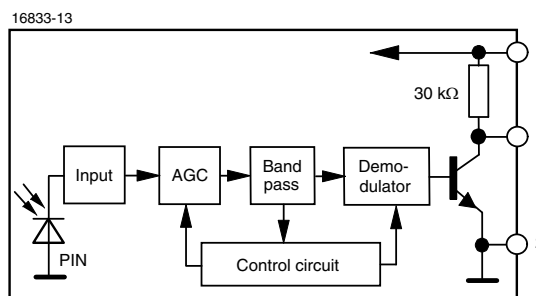 16833-13
30 kΩ
Input
AGC
Band
pass
Demo-
dulator
PIN
Control circuit